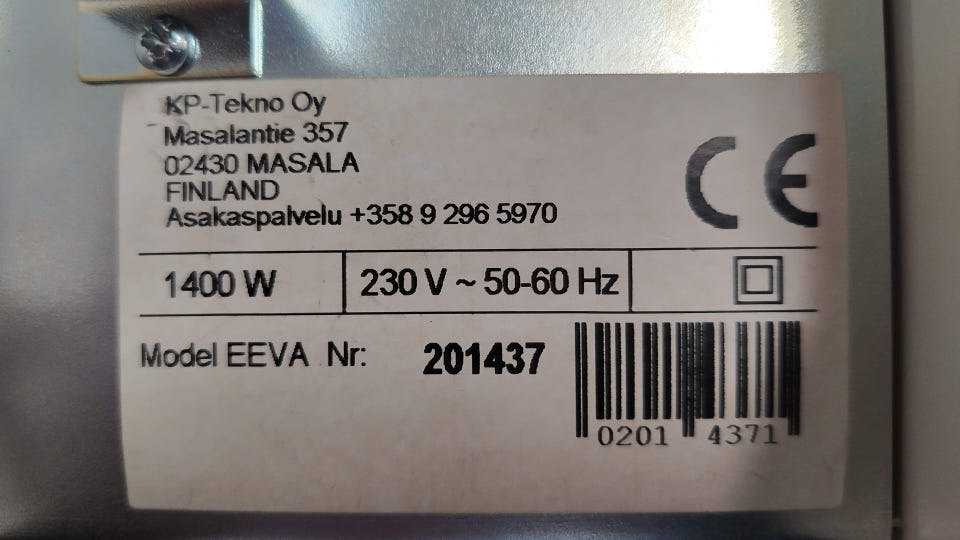 KP-Tekno Oy
Masalantie 357
02430 MASALA
FINLAND
Asakaspalvelu +358 9 296 5970
CE
1400 W 230 V ~ 50-60 Hz
Model EEVA Nr: 201437
0201 4371